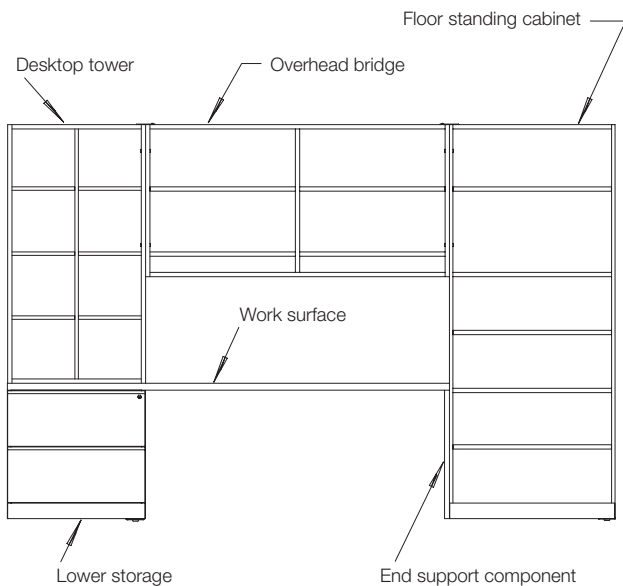 Floor standing cabinet
Desktop tower
Overhead bridge
Work surface
Lower storage
End support component